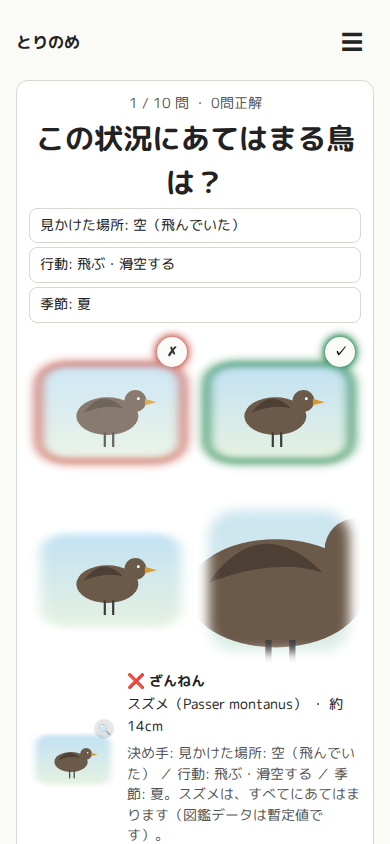 とりのめ
1 / 10 問 ・ 0問正解
この状況にあてはまる鳥
は？
見かけた場所: 空（飛んでいた）
行動: 飛ぶ・滑空する
季節: 夏
✗ ✓
❌ ざんねん
スズメ（Passer montanus） ・ 約
14cm
決め手: 見かけた場所: 空（飛んでい
た） ／ 行動: 飛ぶ・滑空する ／ 季
節: 夏。スズメは、すべてにあてはま
ります（図鑑データは暫定値で
す）。